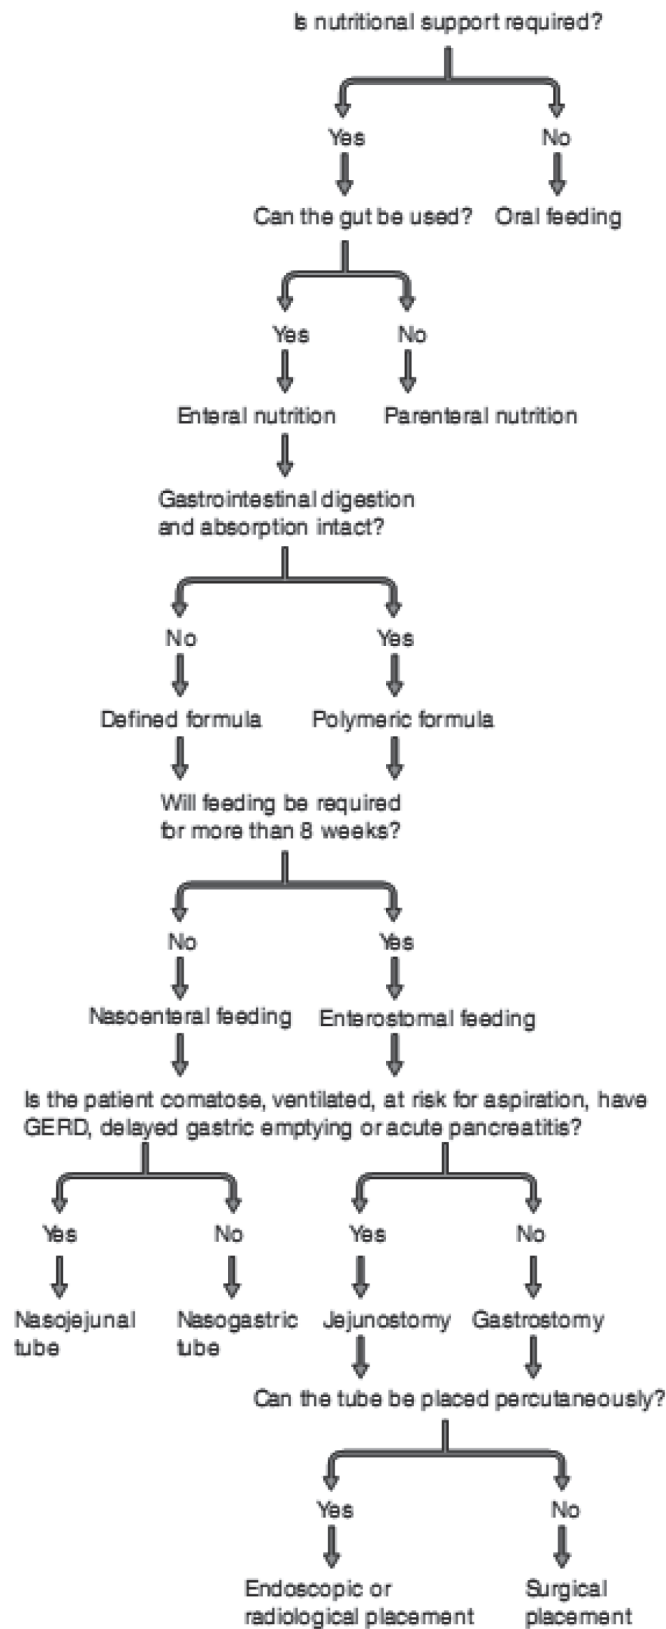 Is nutritional support required?
Yes
No
Can the gut be used?
Oral feeding
Yes
No
Enteral nutrition
Parenteral nutrition
Gastrointestinal digestion
and absorption intact?
No
Yes
Defined formula
Polymeric formula
Will feeding be required
for more than 8 weeks?
No
Yes
Nasoenteral feeding
Enterostomal feeding
Is the patient comatose, ventilated, at risk for aspiration, have
GERD, delayed gastric emptying or acute pancreatitis?
Yes
No
Yes
No
Nasojejunal
tube
Nasogastric
tube
Jejunostomy
Gastrostomy
Can the tube be placed percutaneously?
Yes
No
Endoscopic or
radiological placement
Surgical
placement